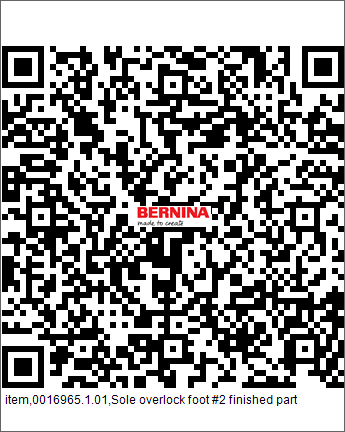 BERNINA
made to create
item,0016965.1.01,Sole overlock foot #2 finished part